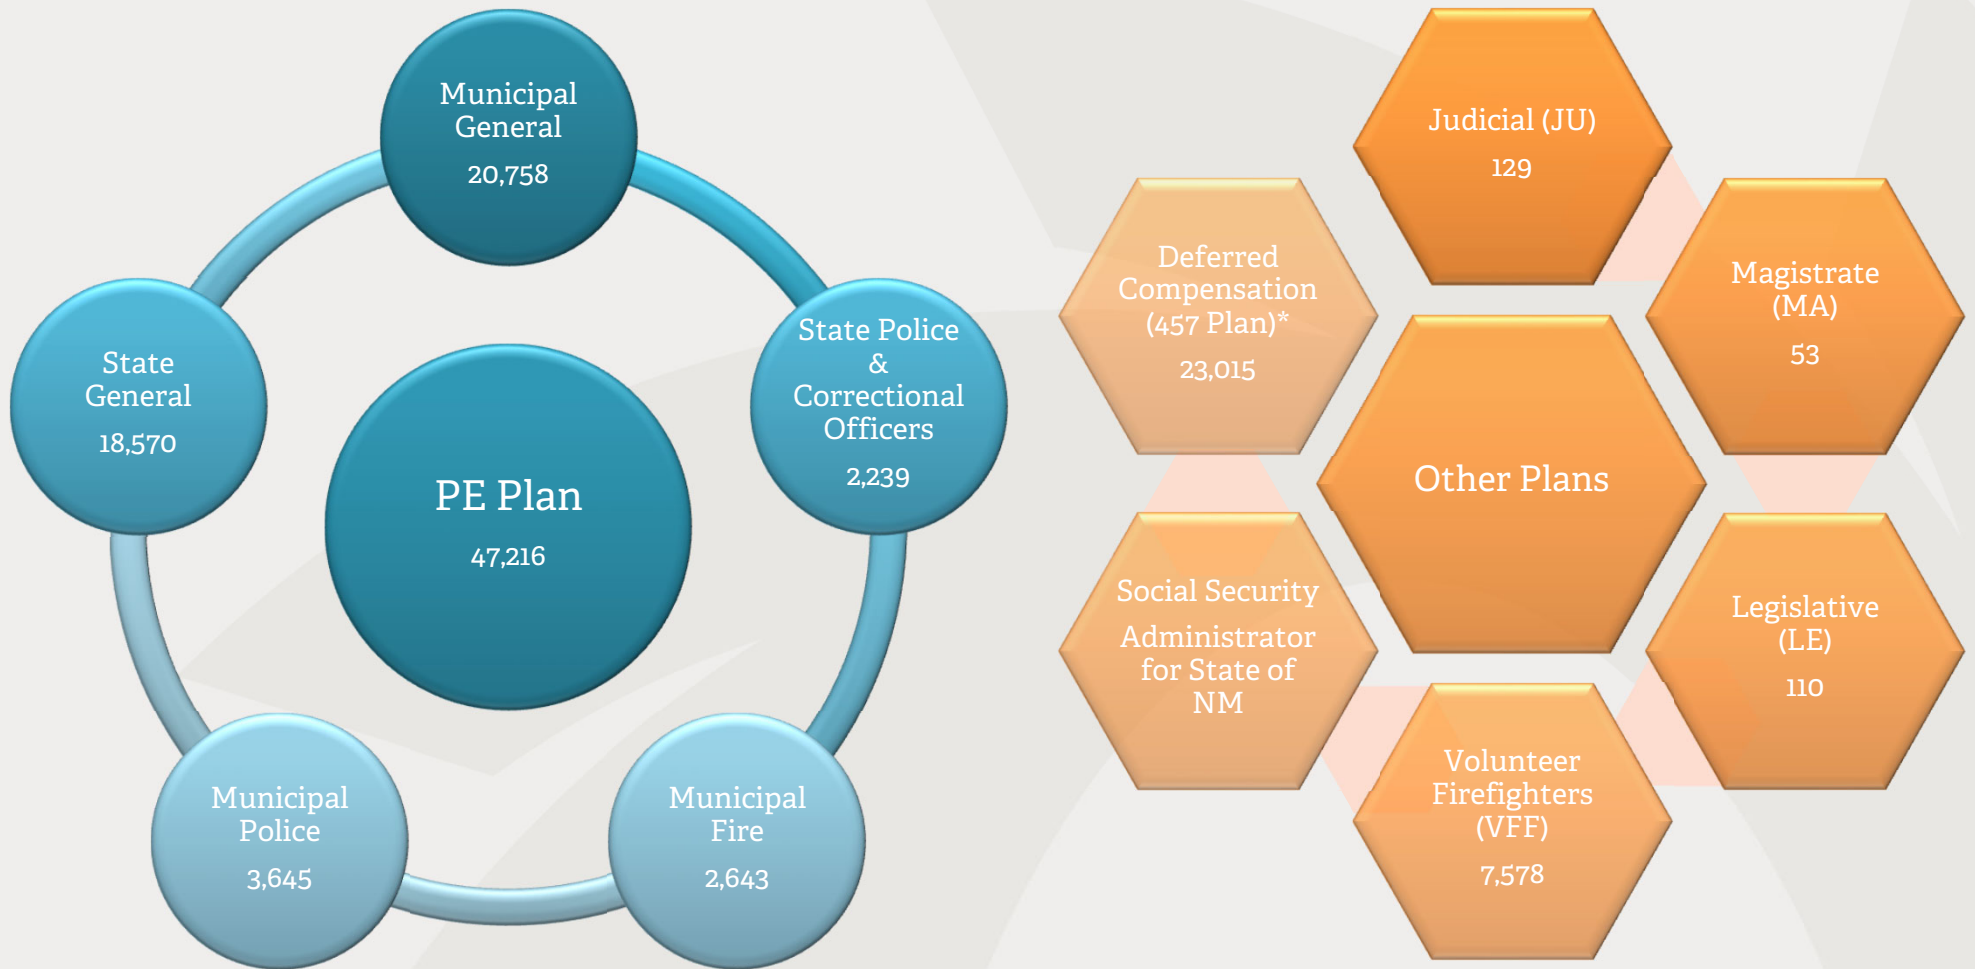 Municipal
General
20,758
State Police
&
Correctional
Officers
2,239
Municipal
Fire
2,643
Municipal
Police
3,645
State
General
18,570
PE Plan
47,216
Judicial (JU)
129
Magistrate
(MA)
53
Legislative
(LE)
110
Volunteer
Firefighters
(VFF)
7,578
Social Security
Administrator
for State of
NM
Deferred
Compensation
(457 Plan)*
23,015
Other Plans